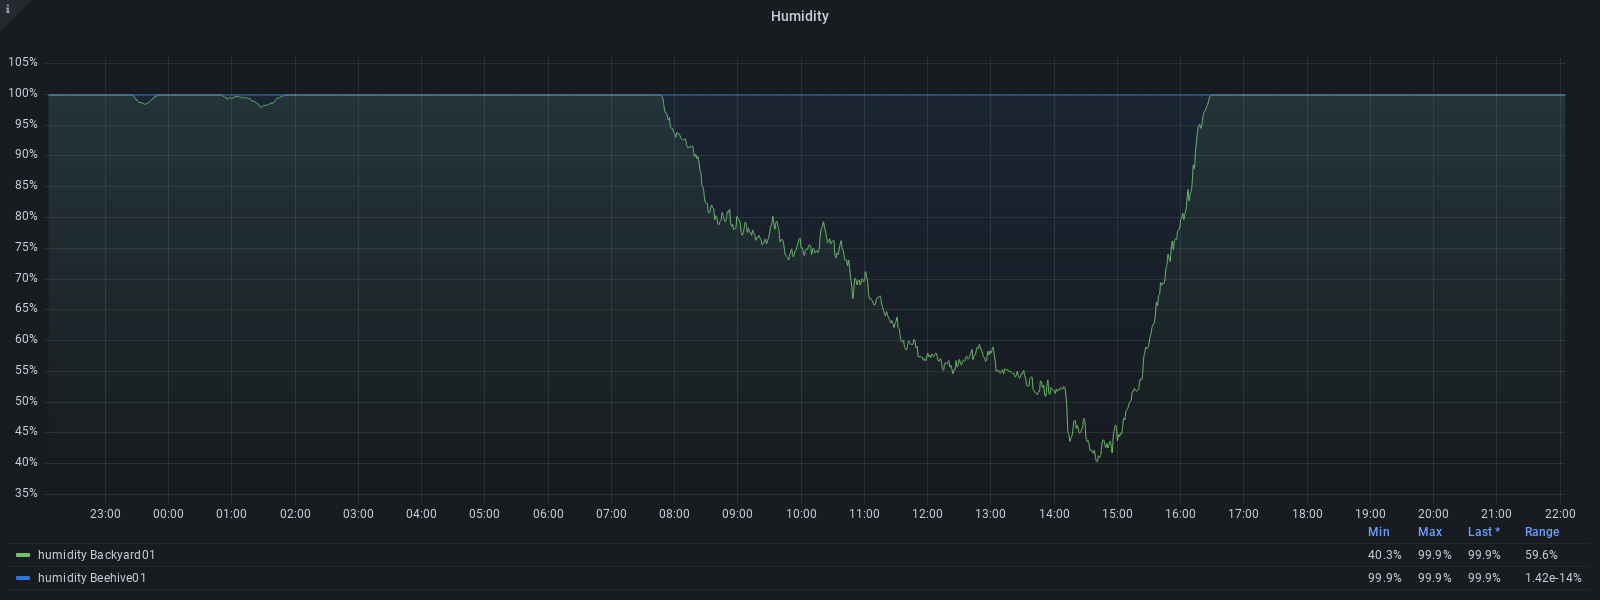 i
Humidity
105%
100%
95%
90%
85%
80%
75%
70%
65%
60%
55%
50%
45%
40%
35%
23:00 00:00 01:00 02:00 03:00 04:00 05:00 06:00 07:00 08:00 09:00 10:00 11:00 12:00 13:00 14:00 15:00 16:00 17:00 18:00 19:00 20:00 21:00 22:00
Min Max Last * Range
humidity Backyard01 40.3% 99.9% 99.9% 59.6%
humidity Beehive01 99.9% 99.9% 99.9% 1.42e-14%